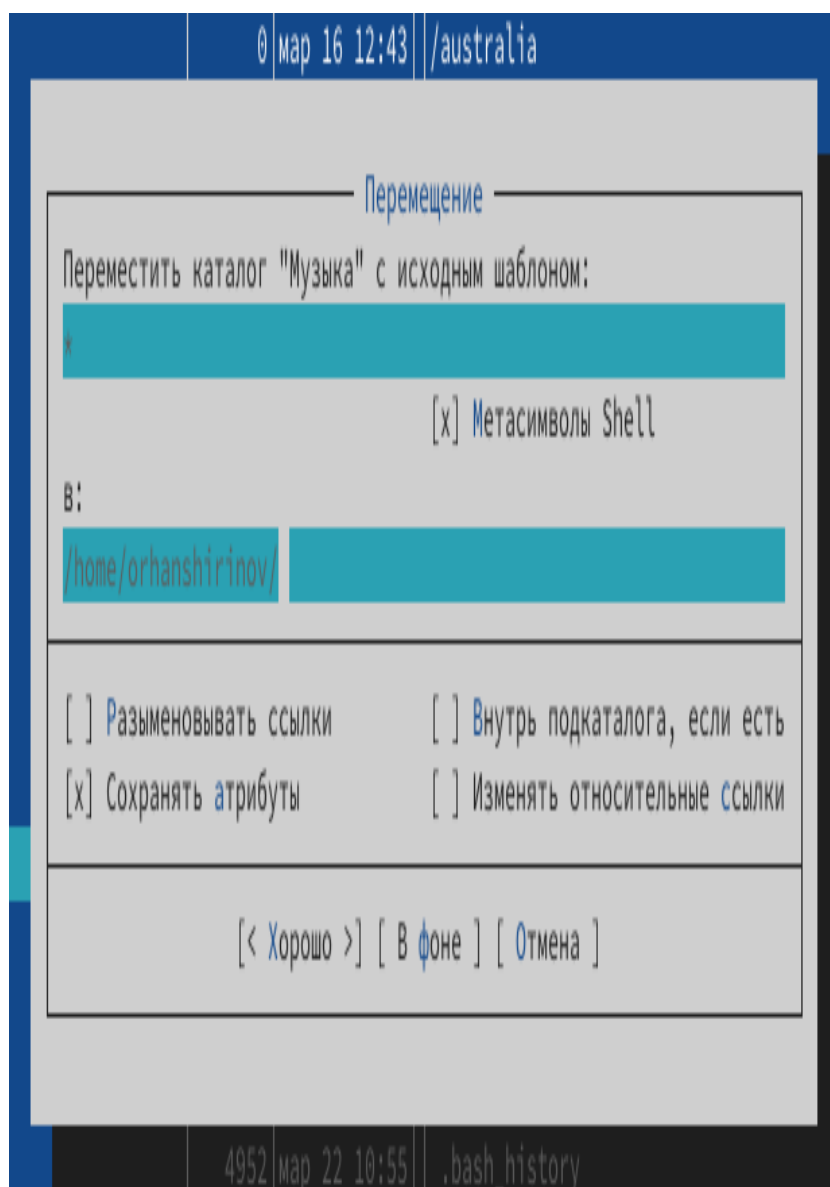 0 мар 16 12:43 /australia
Перемещение
Переместить каталог "Музыка" с исходным шаблоном:
*
[x] Метасимволы Shell
в:
/home/orhanshirinov/
[ ] Разыменовывать ссылки [ ] Внутрь подкаталога, если есть
[x] Сохранять атрибуты [ ] Изменять относительные ссылки
[< Хорошо >] [ В фоне ] [ Отмена ]
4952 мар 22 10:55 .bash_history